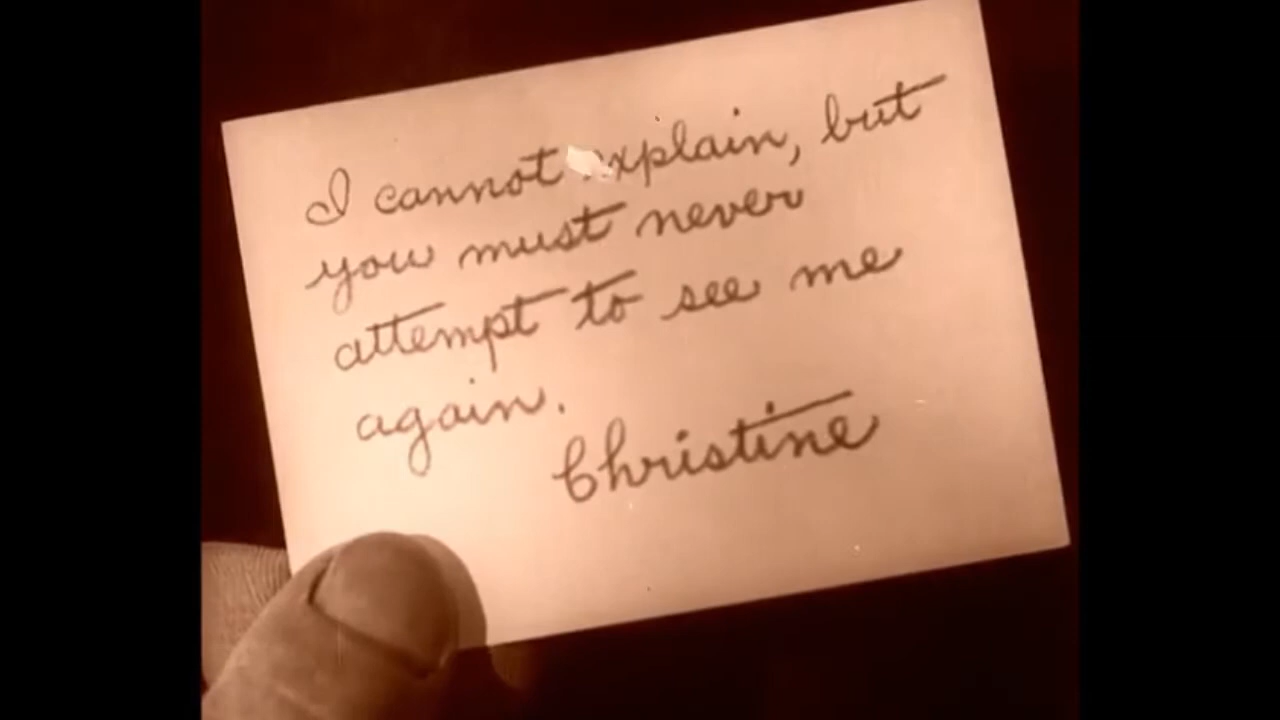 I cannot explain, but
you must never
attempt to see me
again.
Christine